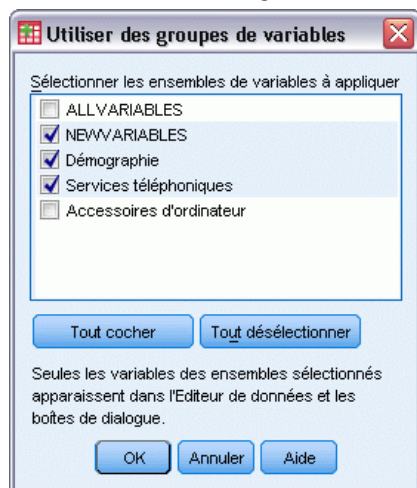 Utiliser des groupes de variables
Sélectionner les ensembles de variables à appliquer
ALLVARIABLES
NEWVARIABLES
Démographie
Services téléphoniques
Accessoires d'ordinateur
Tout cocher
Tout désélectionner
Seules les variables des ensembles sélectionnés
apparaissent dans l'Editeur de données et les
boîtes de dialogue.
OK
Annuler
Aide